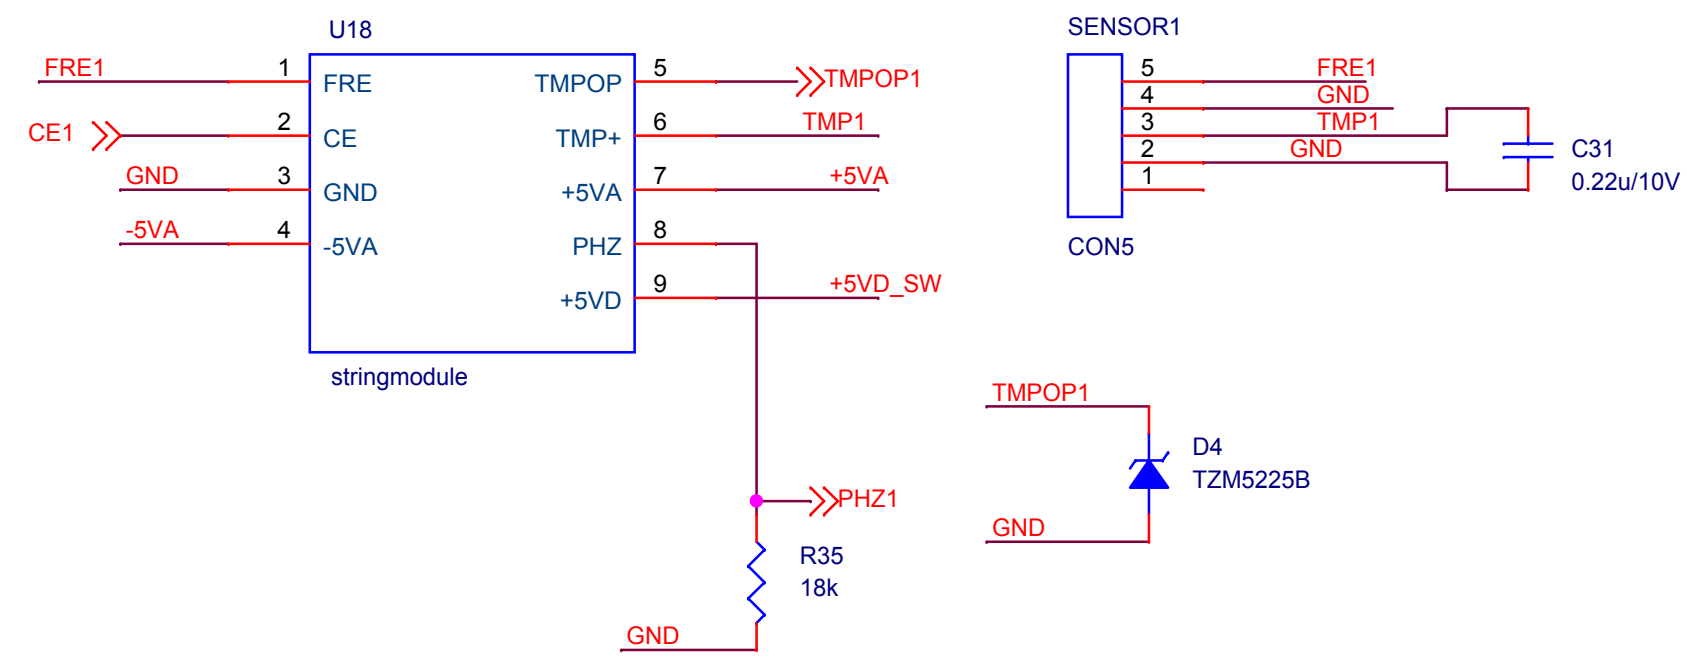 U18
FRE1 1 FRE TMPOP 5 TMPOP1
CE1 2 CE TMP+ 6 TMP1
GND 3 GND +5VA 7 +5VA
-5VA 4 -5VA PHZ 8
+5VD 9 +5VD_SW
stringmodule
PHZ1
R35
18k
GND
SENSOR1
5 FRE1
4 GND
3 TMP1
2 GND
1
CON5
C31
0.22u/10V
TMPOP1
D4
TZM5225B
GND